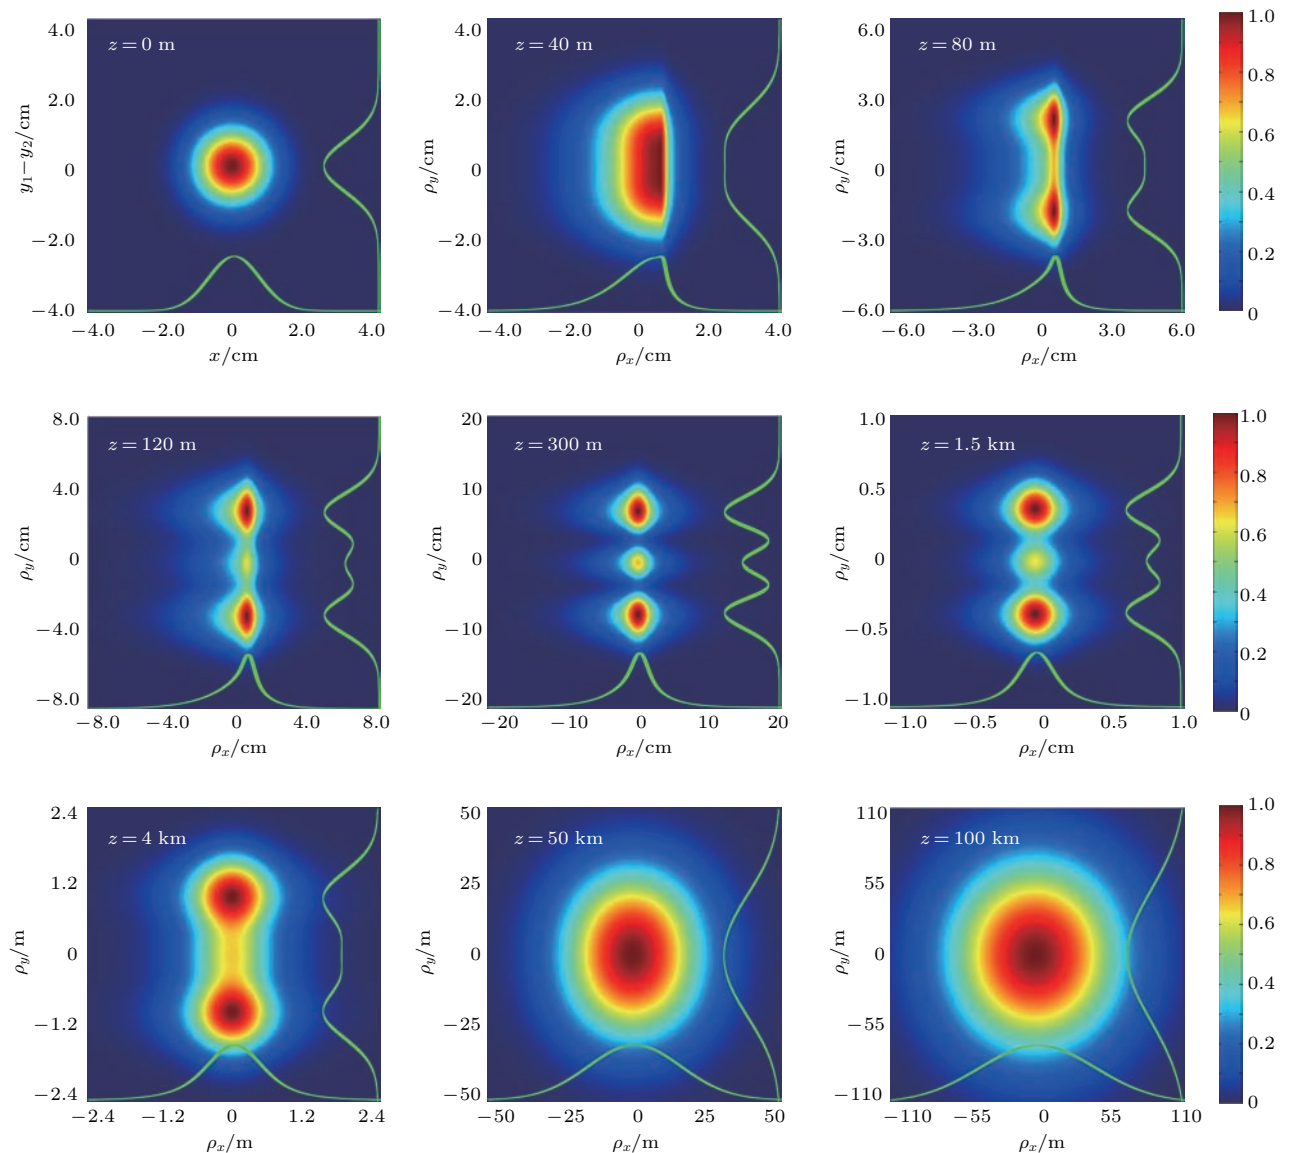 z = 0 m
4.0
2.0
0
−2.0
−4.0
y1−y2/cm
−4.0 −2.0 0 2.0 4.0
x/cm
z = 40 m
4.0
2.0
0
−2.0
−4.0
ρy/cm
−4.0 −2.0 0 2.0 4.0
ρx/cm
z = 80 m
6.0
3.0
0
−3.0
−6.0
ρy/cm
−6.0 −3.0 0 3.0 6.0
ρx/cm
1.0
0.8
0.6
0.4
0.2
0
z = 120 m
8.0
4.0
0
−4.0
−8.0
ρy/cm
−8.0 −4.0 0 4.0 8.0
ρx/cm
z = 300 m
20
10
0
−10
−20
ρy/cm
−20 −10 0 10 20
ρx/cm
z = 1.5 km
1.0
0.5
0
−0.5
−1.0
ρy/cm
−1.0 −0.5 0 0.5 1.0
ρx/cm
1.0
0.8
0.6
0.4
0.2
0
z = 4 km
2.4
1.2
0
−1.2
−2.4
ρy/m
−2.4 −1.2 0 1.2 2.4
ρx/m
z = 50 km
50
25
0
−25
−50
ρy/m
−50 −25 0 25 50
ρx/m
z = 100 km
110
55
0
−55
−110
ρy/m
−110 −55 0 55 110
ρx/m
1.0
0.8
0.6
0.4
0.2
0